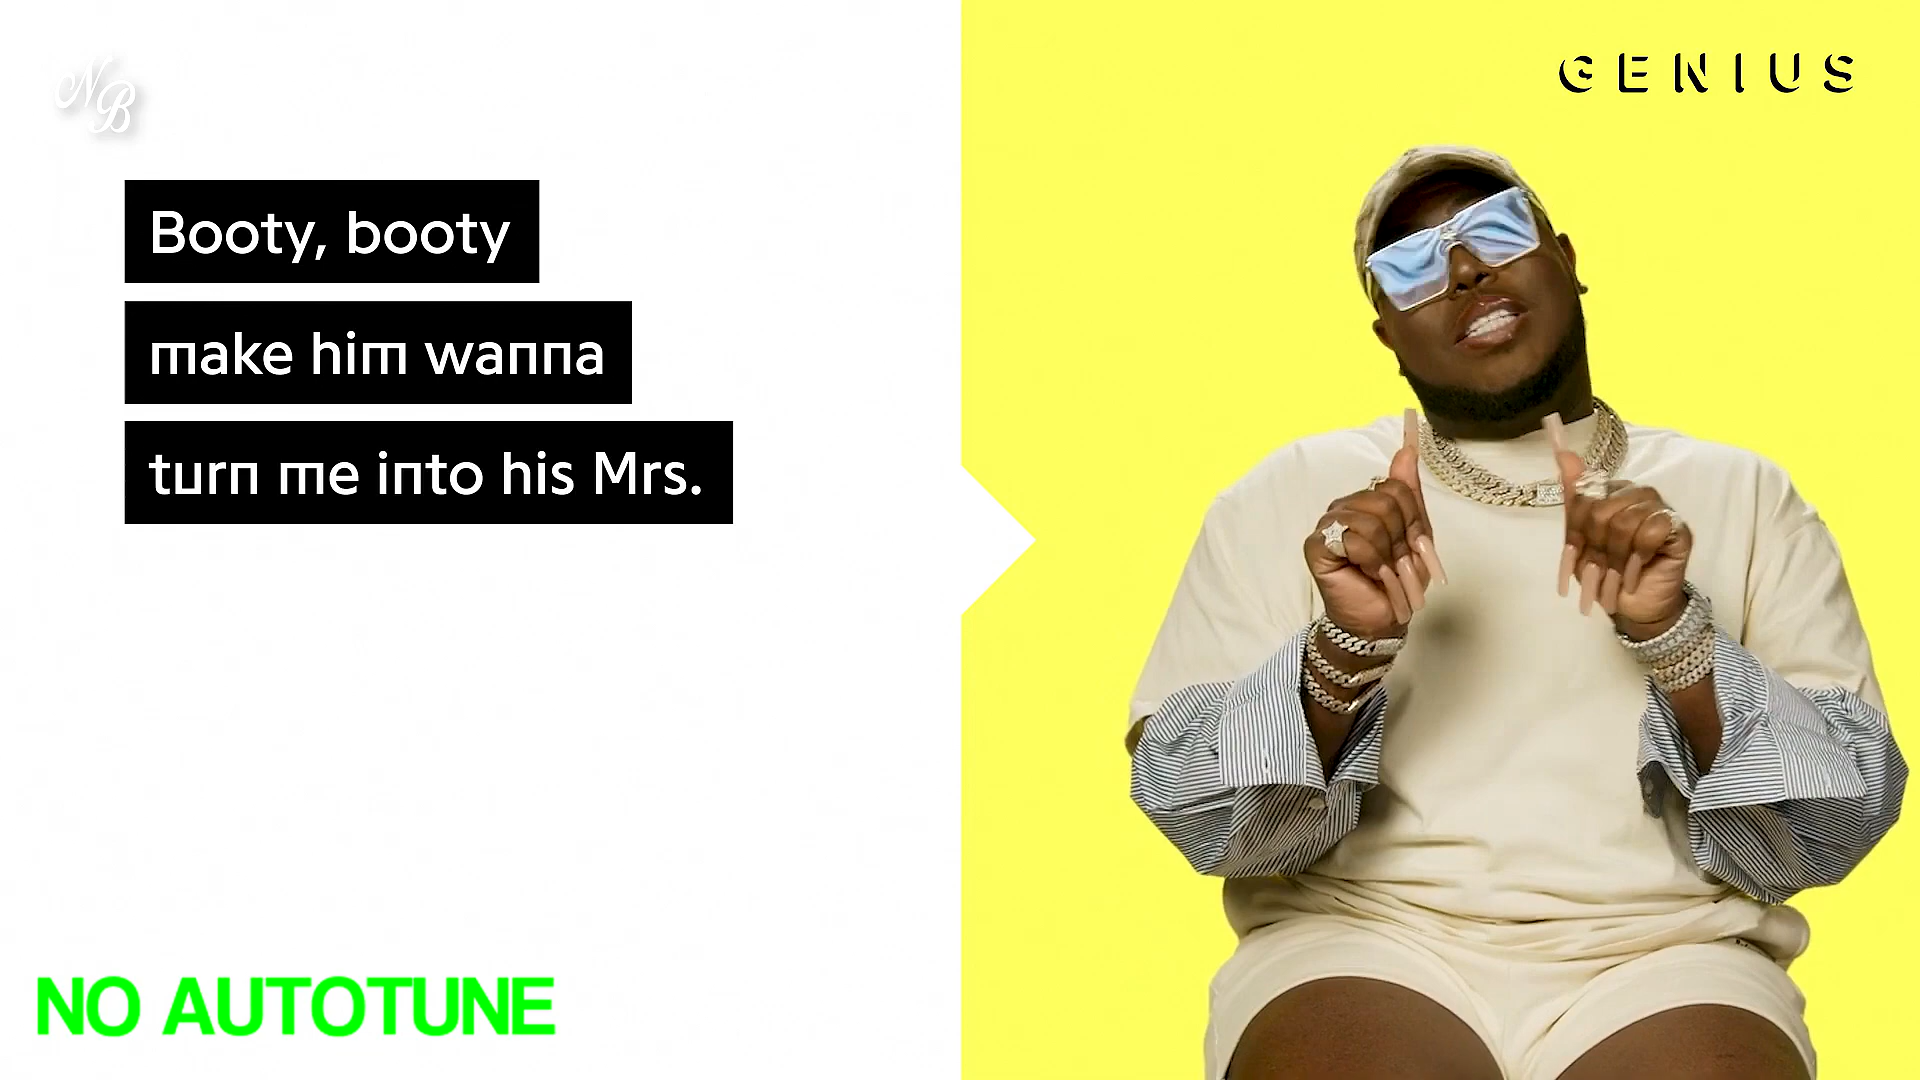 NB
GENIUS
Booty, booty
make him wanna
turn me into his Mrs.
NO AUTOTUNE